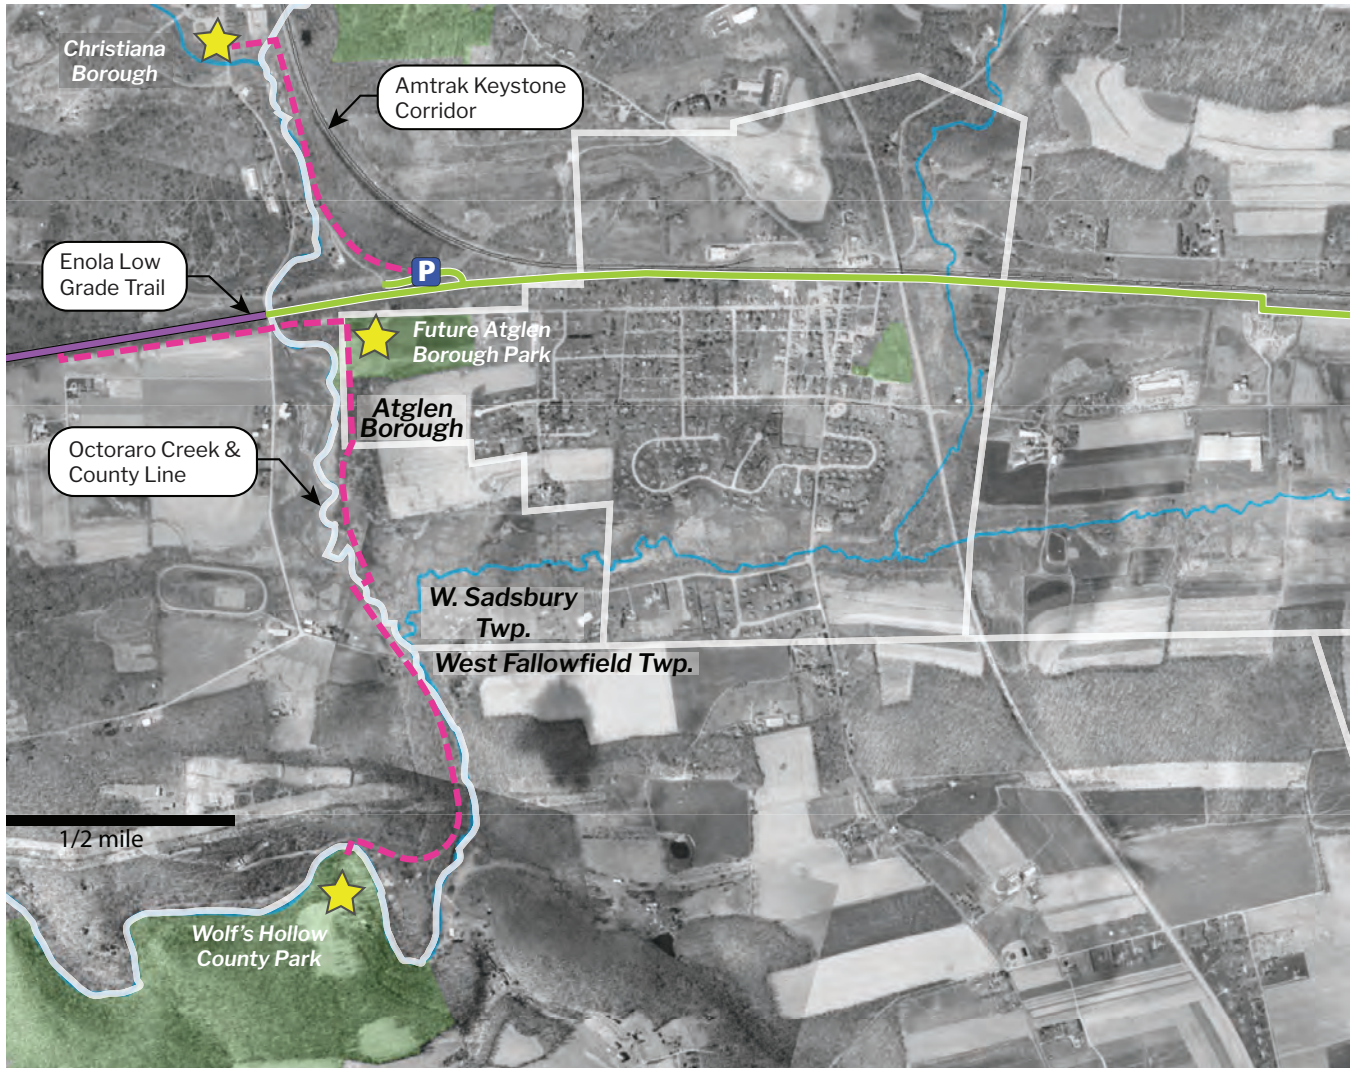 Christiana
Borough
Amtrak Keystone
Corridor
Enola Low
Grade Trail
P
Future Atglen
Borough Park
Atglen
Borough
Octoraro Creek &
County Line
W. Sadsbury
Twp.
West Fallowfield Twp.
1/2 mile
Wolf's Hollow
County Park